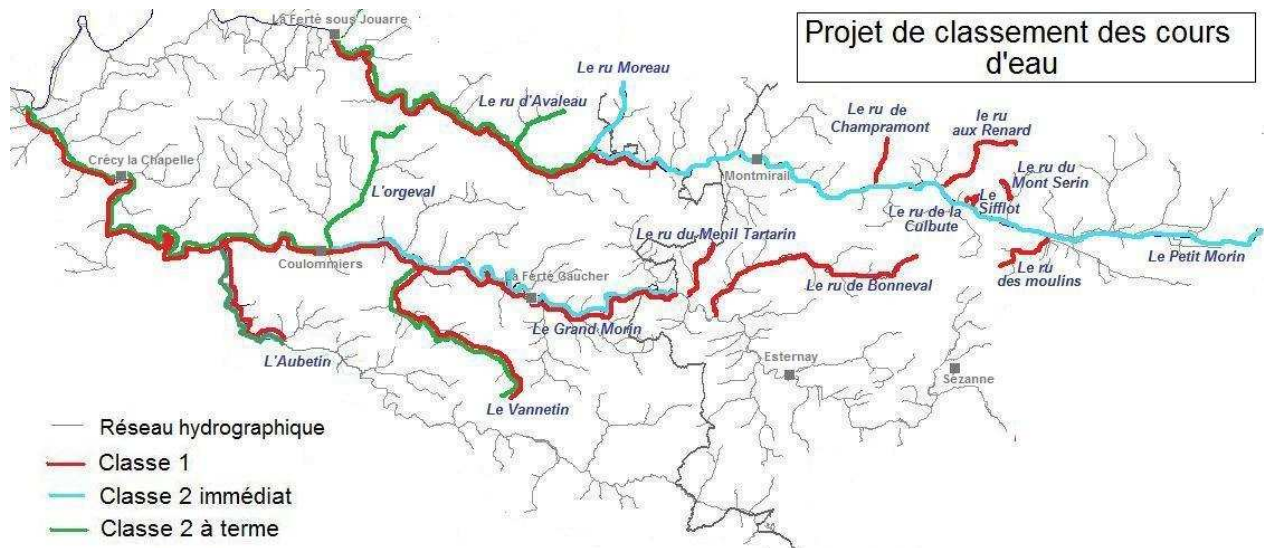 Projet de classement des cours
d'eau
La Ferté sous Jouarre
Le ru Moreau
Le ru d'Avaleau
Le ru de
Champramont
le ru
aux Renard
Crécy la Chapelle
Montmirail
Le ru du
Mont Serin
L'orgeval
Le
Sifflot
Le ru de la
Culbute
Le ru du Menil Tartarin
Coulommiers
Le Petit Morin
La Ferté Gaucher
Le ru de Bonneval
Le ru
des moulins
Le Grand Morin
L'Aubetin
Esternay
Sézanne
Le Vannetin
Réseau hydrographique
Classe 1
Classe 2 immédiat
Classe 2 à terme